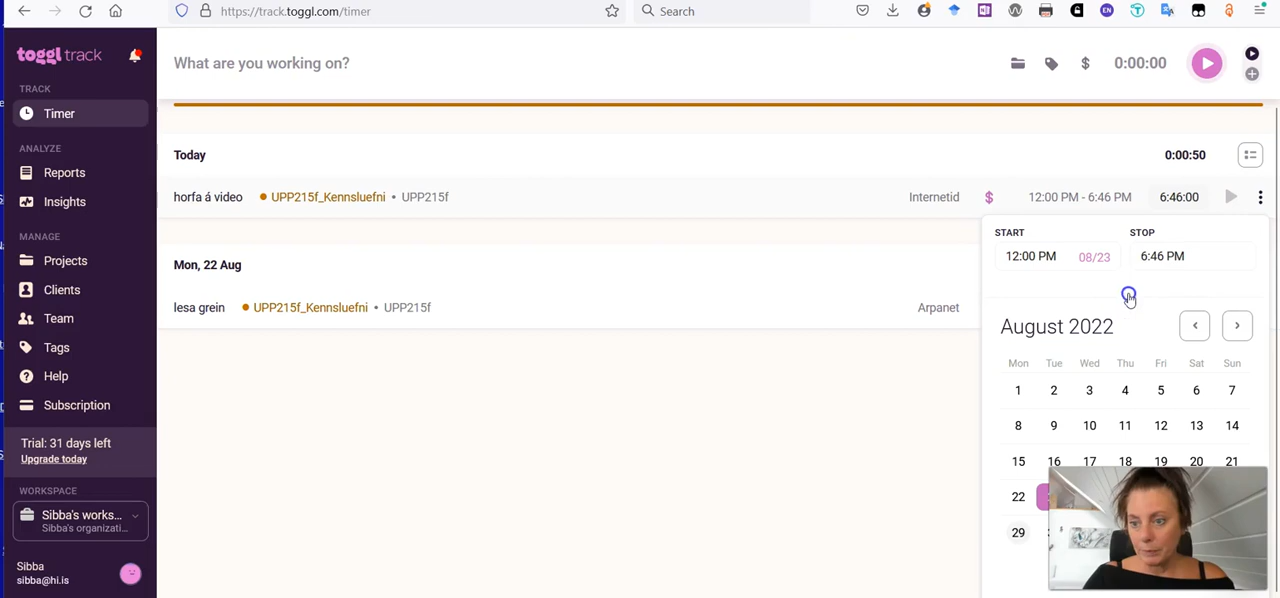 https://track.toggl.com/timer
Search
EN
toggl track
What are you working on?
$
0:00:00
TRACK
Timer
ANALYZE
Reports
Insights
MANAGE
Projects
Clients
Team
Tags
Help
Subscription
Trial: 31 days left
Upgrade today
WORKSPACE
Sibba's works...
Sibba's organizati...
Sibba
sibba@hi.is
Today
0:00:50
horfa á video • UPP215f_Kennsluefni • UPP215f
Internetid
$
12:00 PM - 6:46 PM
6:46:00
Mon, 22 Aug
lesa grein • UPP215f_Kennsluefni • UPP215f
Arpanet
START STOP
12:00 PM 08/23 6:46 PM
August 2022
Mon Tue Wed Thu Fri Sat Sun
1 2 3 4 5 6 7
8 9 10 11 12 13 14
15 16 17 18 19 20 21
22
29